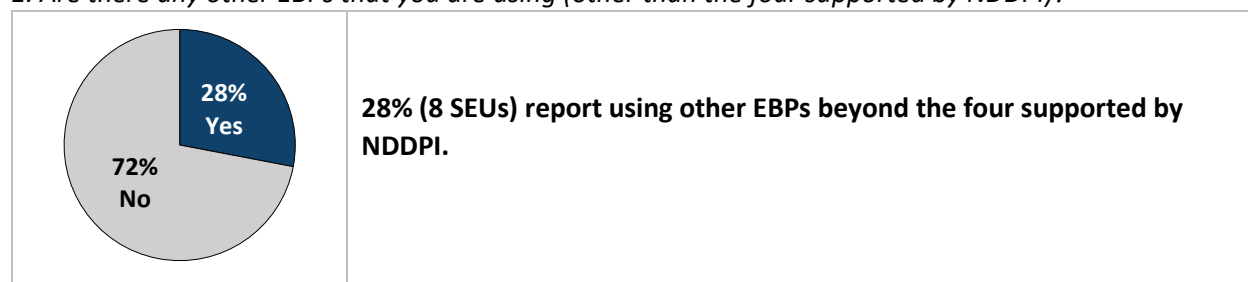 2. Are there any other EBPs that you are using (other than the four supported by NDDPI)?
28%
Yes
72%
No
28% (8 SEUs) report using other EBPs beyond the four supported by
NDDPI.